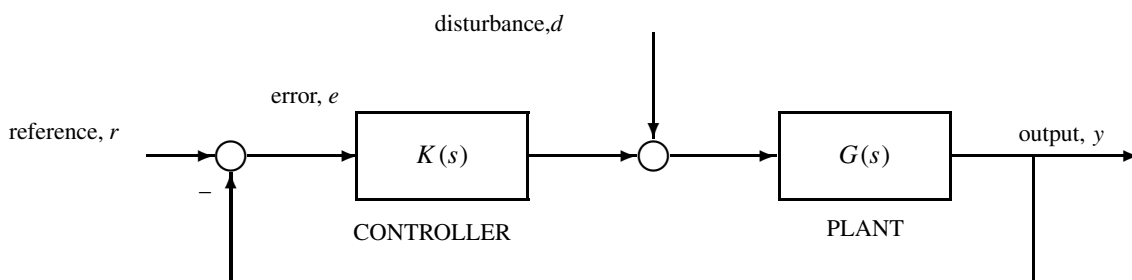 disturbance,d
error, e
reference, r
K(s)
G(s)
output, y
–
CONTROLLER
PLANT